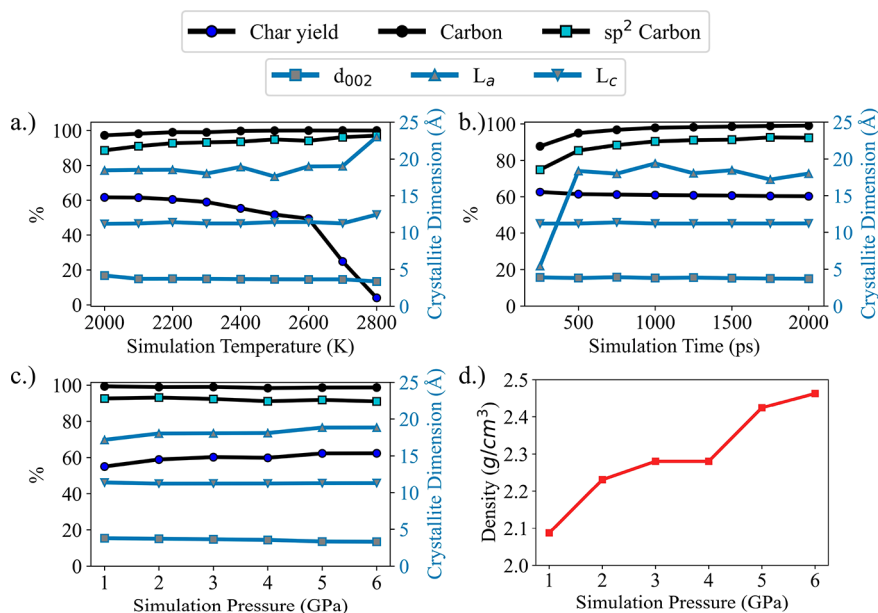 Char yield Carbon sp² Carbon
d₀₀₂ Lₐ L꜀
a.)
100
80
60
40
20
0
%
25
20
15
10
5
0
Crystallite Dimension (Å)
2000 2200 2400 2600 2800
Simulation Temperature (K)
b.)
100
80
60
40
20
0
%
25
20
15
10
5
0
Crystallite Dimension (Å)
500 1000 1500 2000
Simulation Time (ps)
c.)
100
80
60
40
20
0
%
25
20
15
10
5
0
Crystallite Dimension (Å)
1 2 3 4 5 6
Simulation Pressure (GPa)
d.)
2.5
2.4
2.3
2.2
2.1
2.0
Density (g/cm³)
1 2 3 4 5 6
Simulation Pressure (GPa)